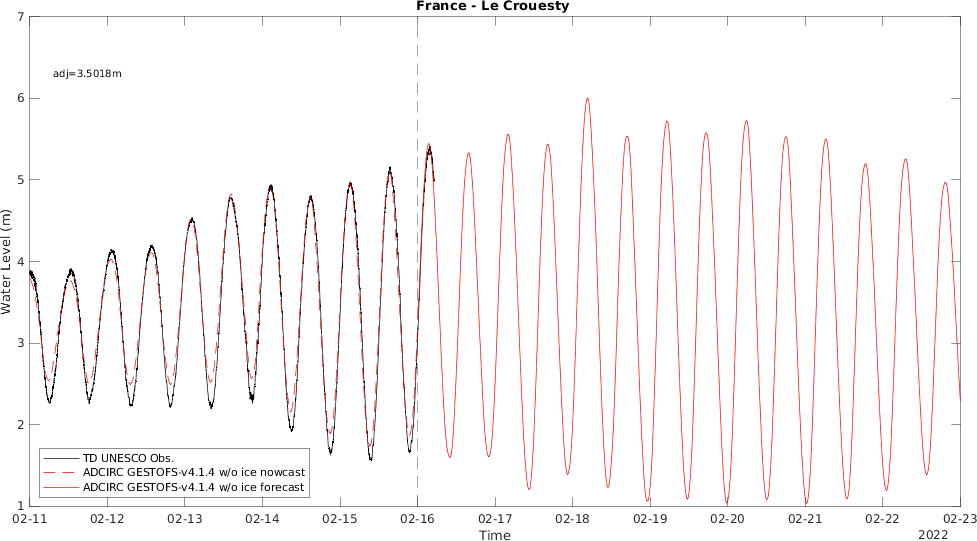 France - Le Crouesty
7
adj=3.5018m
6
5
4
Water Level (m)
3
2
TD UNESCO Obs.
ADCIRC GESTOFS-v4.1.4 w/o ice nowcast
ADCIRC GESTOFS-v4.1.4 w/o ice forecast
1
02-11 02-12 02-13 02-14 02-15 02-16 02-17 02-18 02-19 02-20 02-21 02-22 02-23
Time
2022